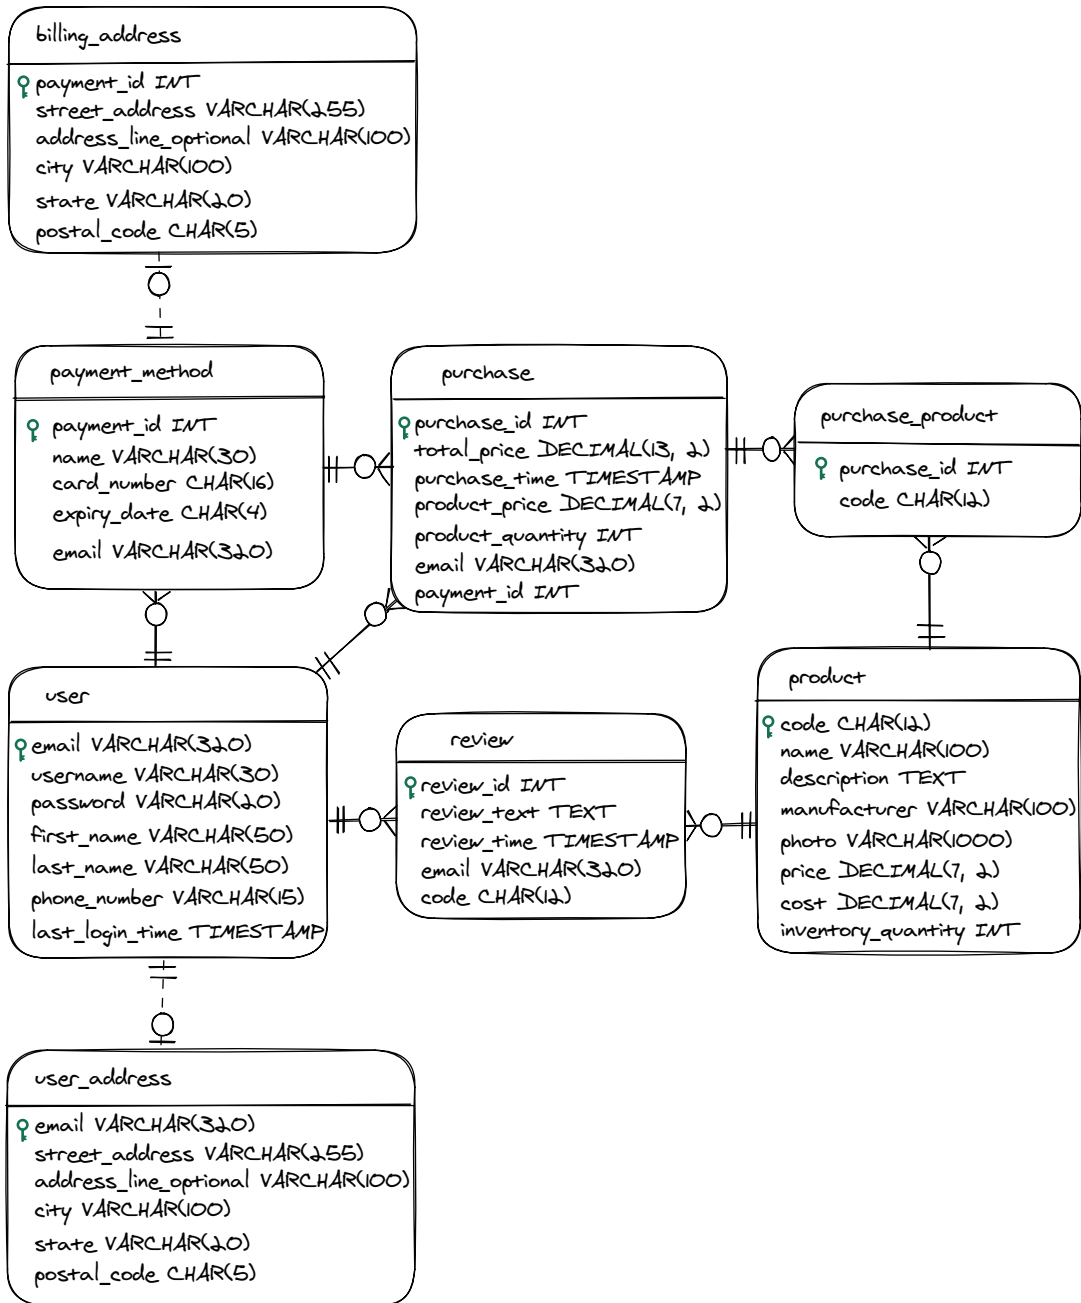 billing_address
payment_id INT
street_address VARCHAR(255)
address_line_optional VARCHAR(100)
city VARCHAR(100)
state VARCHAR(20)
postal_code CHAR(5)
payment_method
payment_id INT
name VARCHAR(30)
card_number CHAR(16)
expiry_date CHAR(4)
email VARCHAR(320)
purchase
purchase_id INT
total_price DECIMAL(13, 2)
purchase_time TIMESTAMP
product_price DECIMAL(7, 2)
product_quantity INT
email VARCHAR(320)
payment_id INT
purchase_product
purchase_id INT
code CHAR(12)
user
email VARCHAR(320)
username VARCHAR(30)
password VARCHAR(20)
first_name VARCHAR(50)
last_name VARCHAR(50)
phone_number VARCHAR(15)
last_login_time TIMESTAMP
review
review_id INT
review_text TEXT
review_time TIMESTAMP
email VARCHAR(320)
code CHAR(12)
product
code CHAR(12)
name VARCHAR(100)
description TEXT
manufacturer VARCHAR(100)
photo VARCHAR(1000)
price DECIMAL(7, 2)
cost DECIMAL(7, 2)
inventory_quantity INT
user_address
email VARCHAR(320)
street_address VARCHAR(255)
address_line_optional VARCHAR(100)
city VARCHAR(100)
state VARCHAR(20)
postal_code CHAR(5)